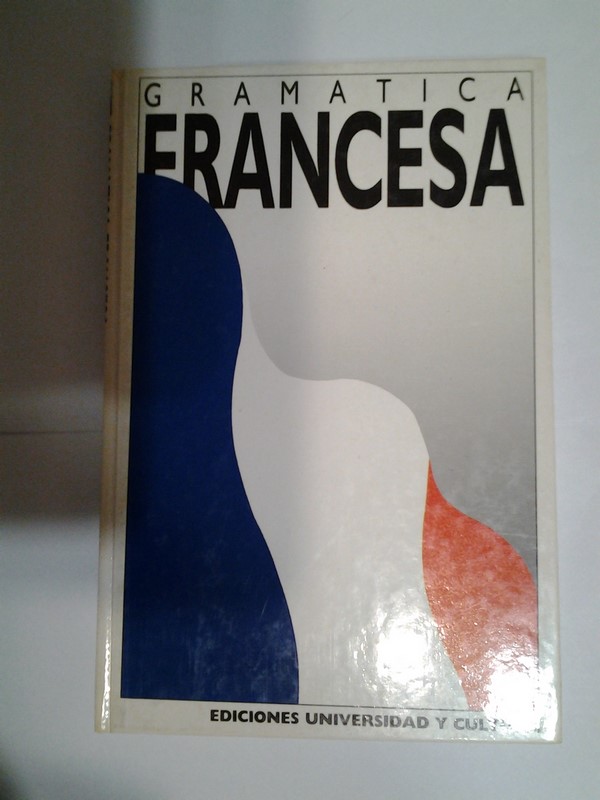 GRAMATICA
FRANCESA
EDICIONES UNIVERSIDAD Y